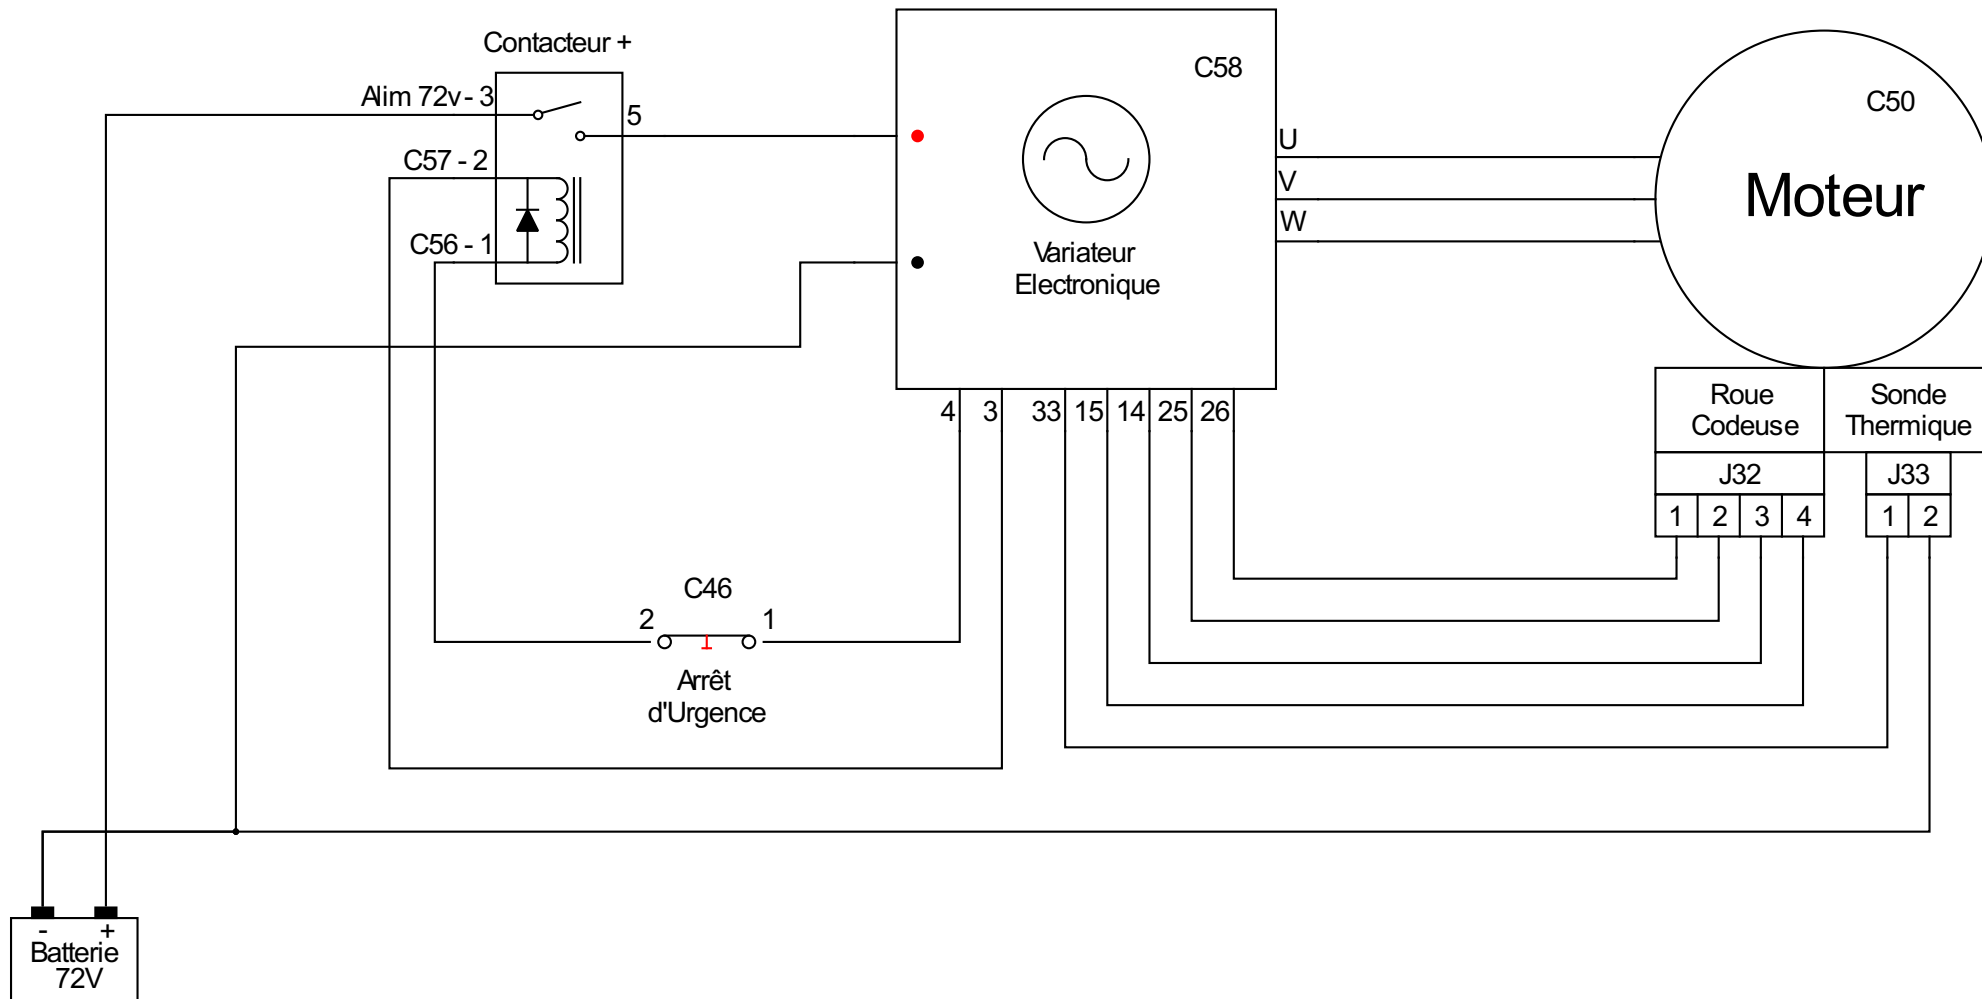 Contacteur +
Alim 72v - 3
5
C57 - 2
C56 - 1
C58
Variateur
Electronique
U
V
W
C50
Moteur
4 3 33 15 14 25 26
Roue
Codeuse
Sonde
Thermique
J32
J33
1 2 3 4
1 2
C46
2 1
Arrêt
d'Urgence
- +
Batterie
72V